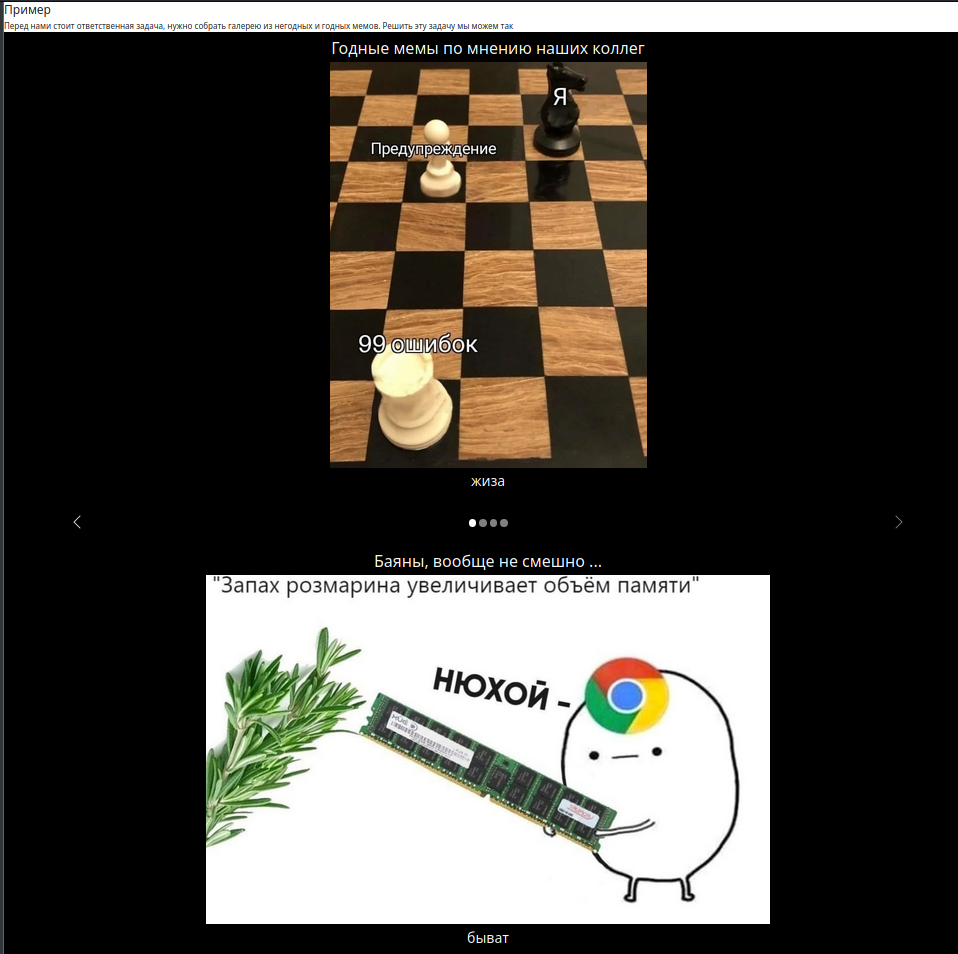 Пример
Перед нами стоит ответственная задача, нужно собрать галерею из негодных и годных мемов. Решить эту задачу мы можем так
Годные мемы по мнению наших коллег
Я
Предупреждение
99 ошибок
жиза
Баяны, вообще не смешно ...
"Запах розмарина увеличивает объём памяти"
НЮХОЙ -
быват